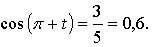 cos(π + t) = 3/5 = 0,6.